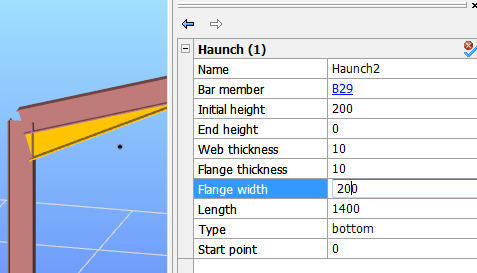 Haunch (1)
Name Haunch2
Bar member B29
Initial height 200
End height 0
Web thickness 10
Flange thickness 10
Flange width 200
Length 1400
Type bottom
Start point 0